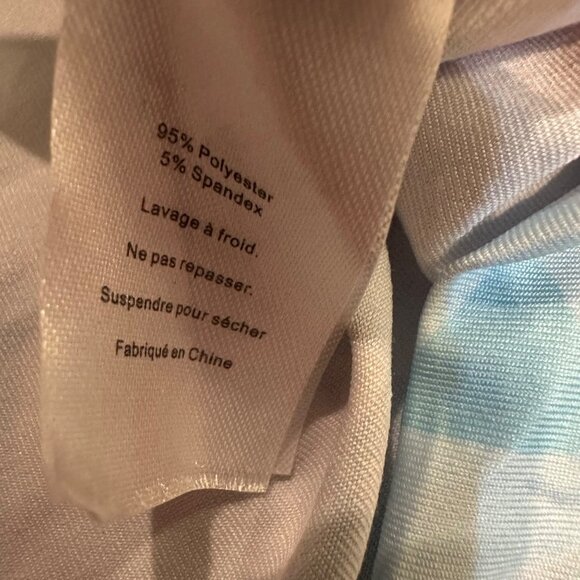 95% Polyester
5% Spandex
Lavage à froid.
Ne pas repasser.
Suspendre pour sécher
Fabriqué en Chine